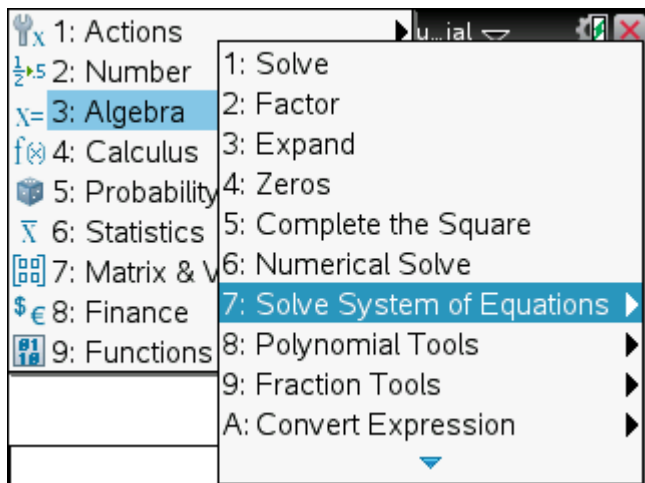 1: Actions
u...ial
2: Number
3: Algebra
4: Calculus
5: Probability
6: Statistics
7: Matrix & V
8: Finance
9: Functions
1: Solve
2: Factor
3: Expand
4: Zeros
5: Complete the Square
6: Numerical Solve
7: Solve System of Equations
8: Polynomial Tools
9: Fraction Tools
A: Convert Expression